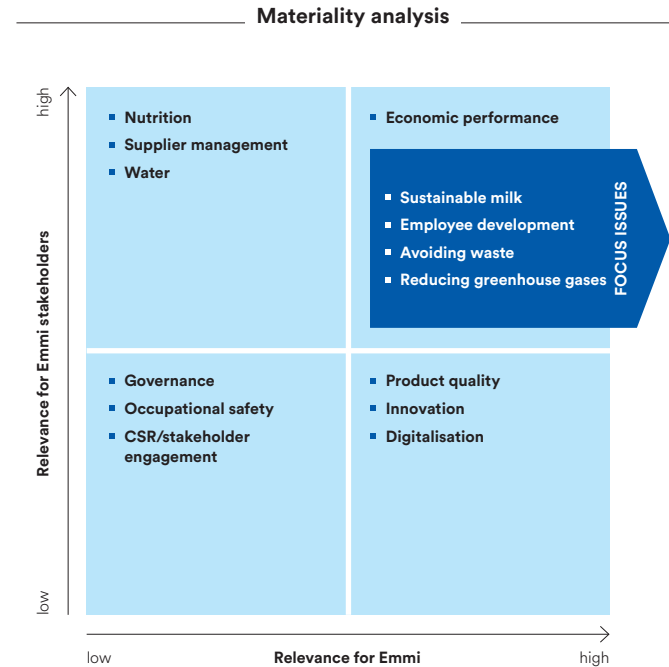 Materiality analysis
high
Nutrition
Supplier management
Water
Economic performance
Sustainable milk
Employee development
Avoiding waste
Reducing greenhouse gases
FOCUS ISSUES
Relevance for Emmi stakeholders
Governance
Occupational safety
CSR/stakeholder
engagement
Product quality
Innovation
Digitalisation
low
low
Relevance for Emmi
high